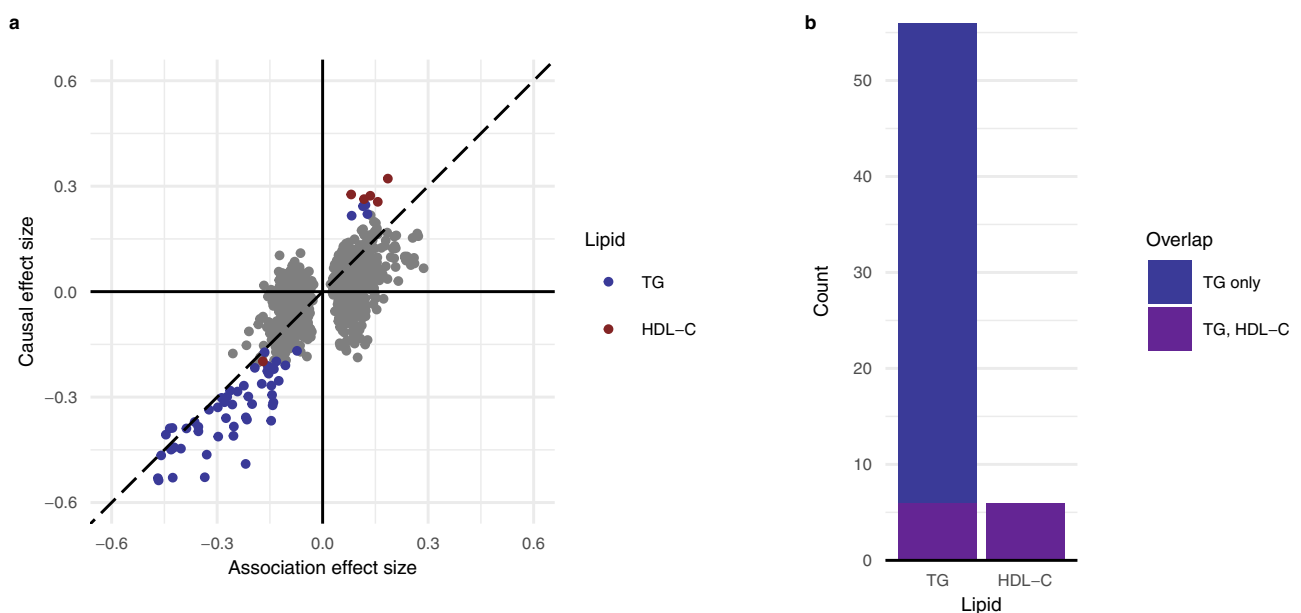 a
Causal effect size
0.6
0.3
0.0
−0.3
−0.6
−0.6
−0.3
0.0
0.3
0.6
Association effect size
Lipid
TG
HDL−C
b
Count
50
40
30
20
10
0
TG
HDL−C
Lipid
Overlap
TG only
TG, HDL−C